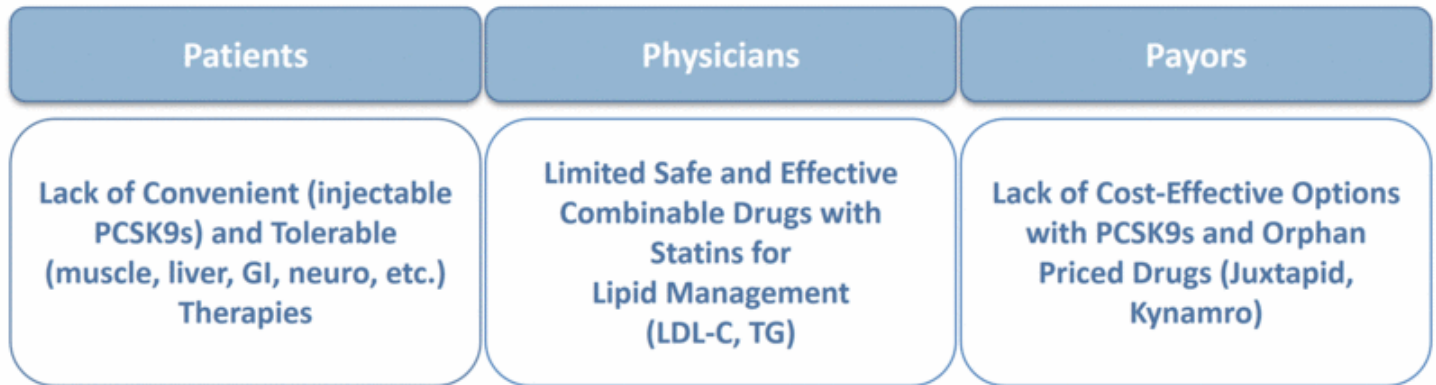 Patients
Physicians
Payors
Lack of Convenient (injectable
PCSK9s) and Tolerable
(muscle, liver, GI, neuro, etc.)
Therapies
Limited Safe and Effective
Combinable Drugs with
Statins for
Lipid Management
(LDL-C, TG)
Lack of Cost-Effective Options
with PCSK9s and Orphan
Priced Drugs (Juxtapid,
Kynamro)